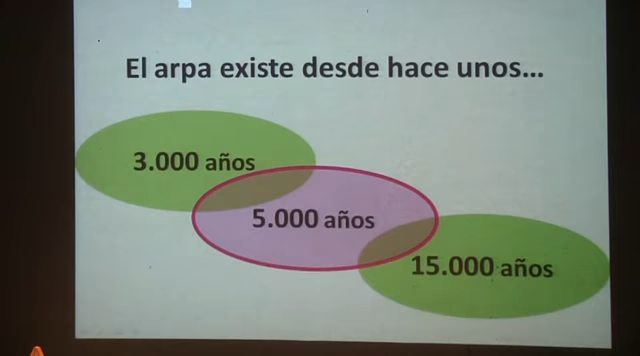 El arpa existe desde hace unos...
3.000 años
5.000 años
15.000 años